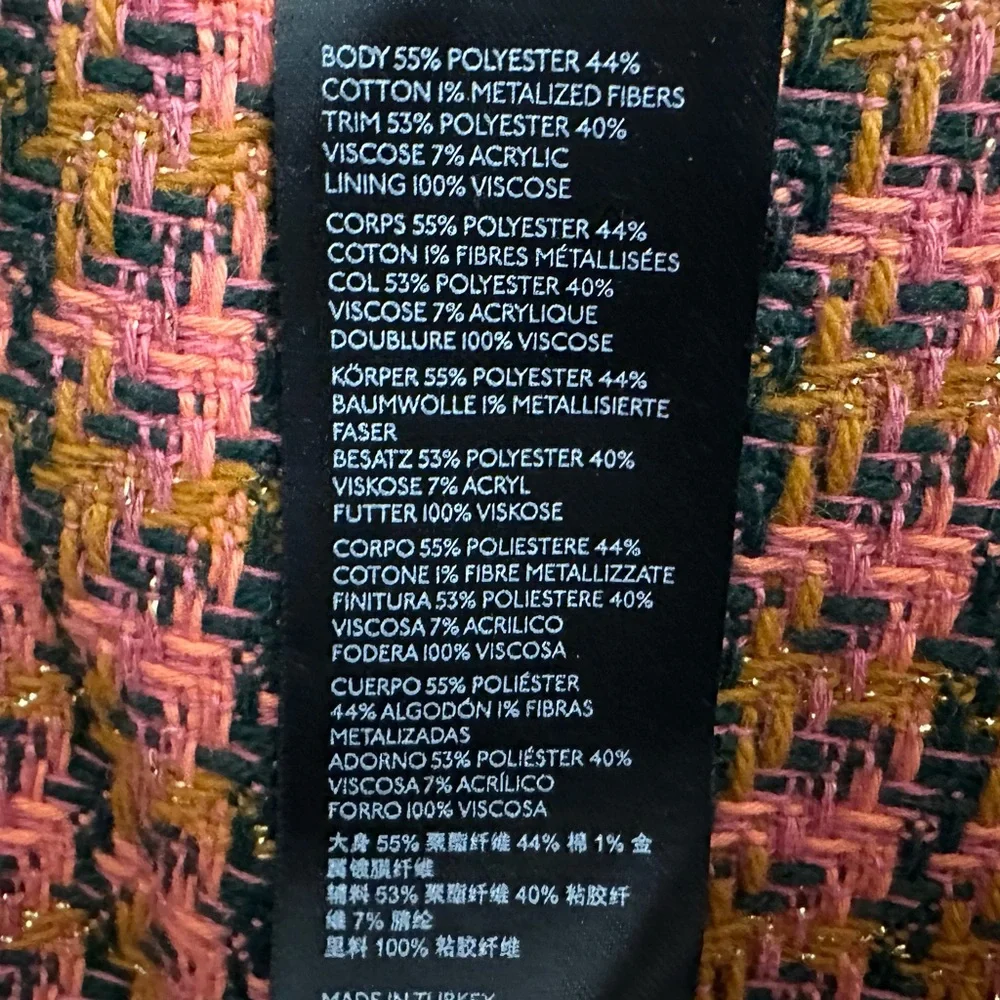 BODY 55% POLYESTER 44%
COTTON 1% METALIZED FIBERS
TRIM 53% POLYESTER 40%
VISCOSE 7% ACRYLIC
LINING 100% VISCOSE
CORPS 55% POLYESTER 44%
COTON 1% FIBRES MÉTALLISÉES
COL 53% POLYESTER 40%
VISCOSE 7% ACRYLIQUE
DOUBLURE 100% VISCOSE
KÖRPER 55% POLYESTER 44%
BAUMWOLLE 1% METALLISIERTE
FASER
BESATZ 53% POLYESTER 40%
VISKOSE 7% ACRYL
FUTTER 100% VISKOSE
CORPO 55% POLIESTERE 44%
COTONE 1% FIBRE METALLIZZATE
FINITURA 53% POLIESTERE 40%
VISCOSA 7% ACRILICO
FODERA 100% VISCOSA
CUERPO 55% POLIÉSTER
44% ALGODÓN 1% FIBRAS
METALIZADAS
ADORNO 53% POLIÉSTER 40%
VISCOSA 7% ACRÍLICO
FORRO 100% VISCOSA
大身 55% 聚酯纤维 44% 棉 1% 金
属镀膜纤维
辅料 53% 聚酯纤维 40% 粘胶纤
维 7% 腈纶
里料 100% 粘胶纤维
MADE IN TURKEY